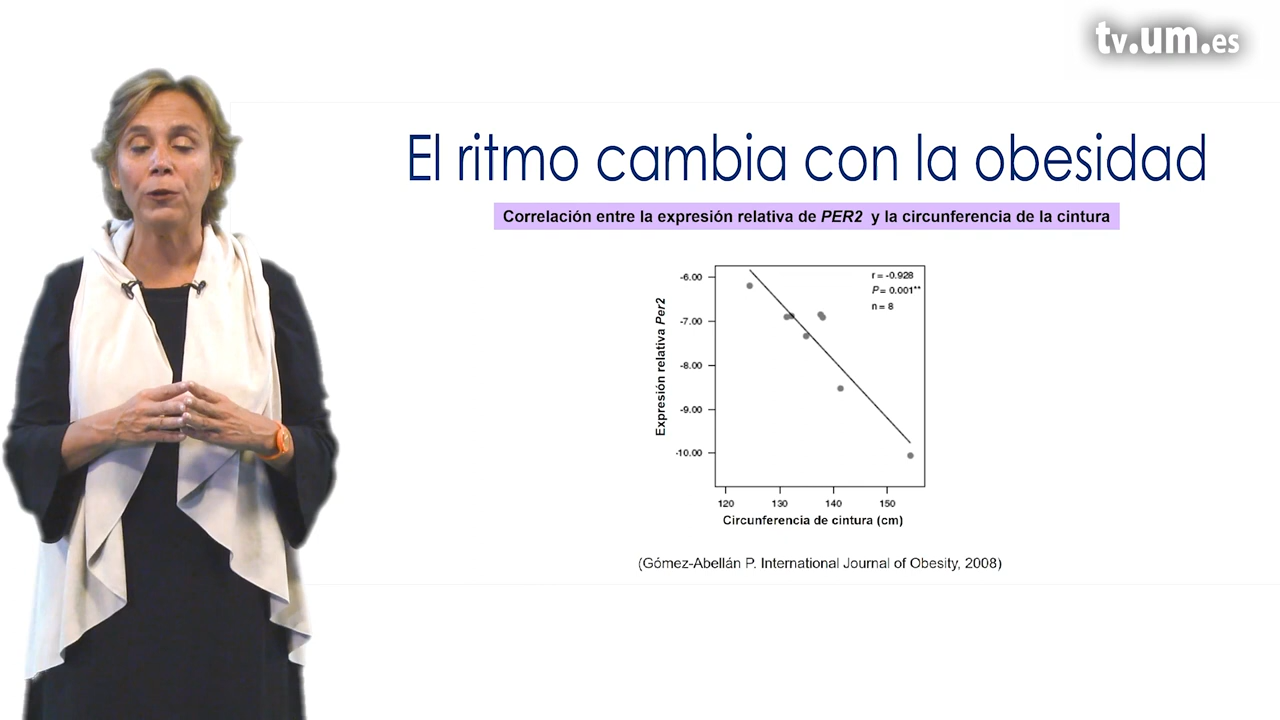 tv.um.es
El ritmo cambia con la obesidad
Correlación entre la expresión relativa de PER2 y la circunferencia de la cintura
r = -0.928
P = 0.001**
n = 8
Expresión relativa Per2
-6.00
-7.00
-8.00
-9.00
-10.00
120 130 140 150
Circunferencia de cintura (cm)
(Gómez-Abellán P. International Journal of Obesity, 2008)